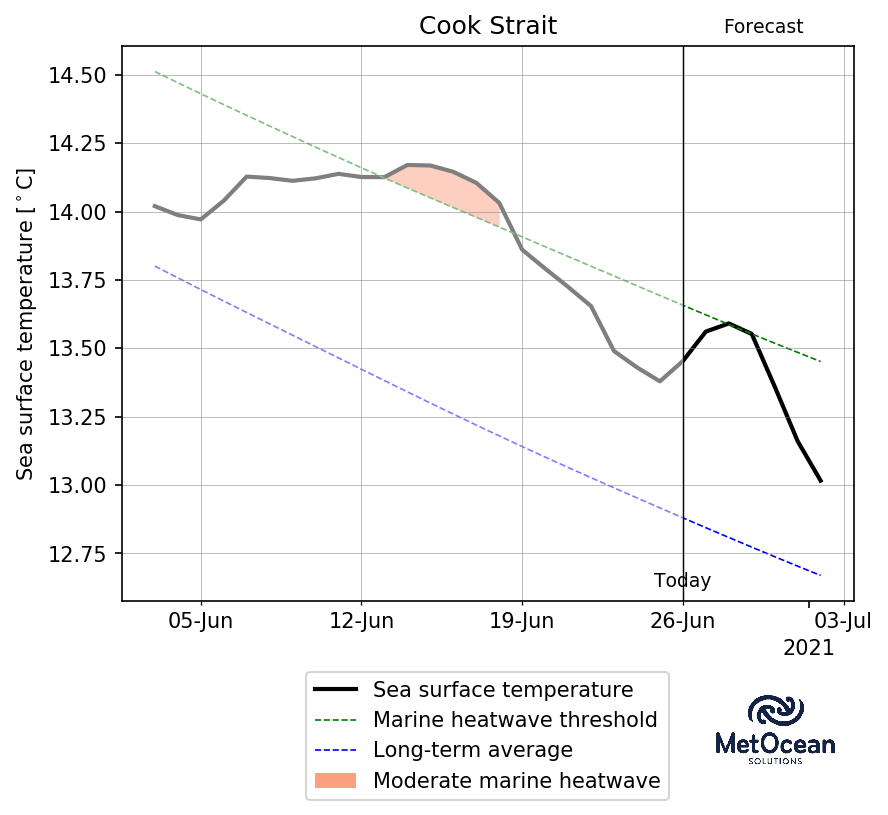 Cook Strait
Forecast
Sea surface temperature [°C]
14.50
14.25
14.00
13.75
13.50
13.25
13.00
12.75
Today
05-Jun
12-Jun
19-Jun
26-Jun
03-Jul
2021
Sea surface temperature
Marine heatwave threshold
Long-term average
Moderate marine heatwave
MetOcean
SOLUTIONS